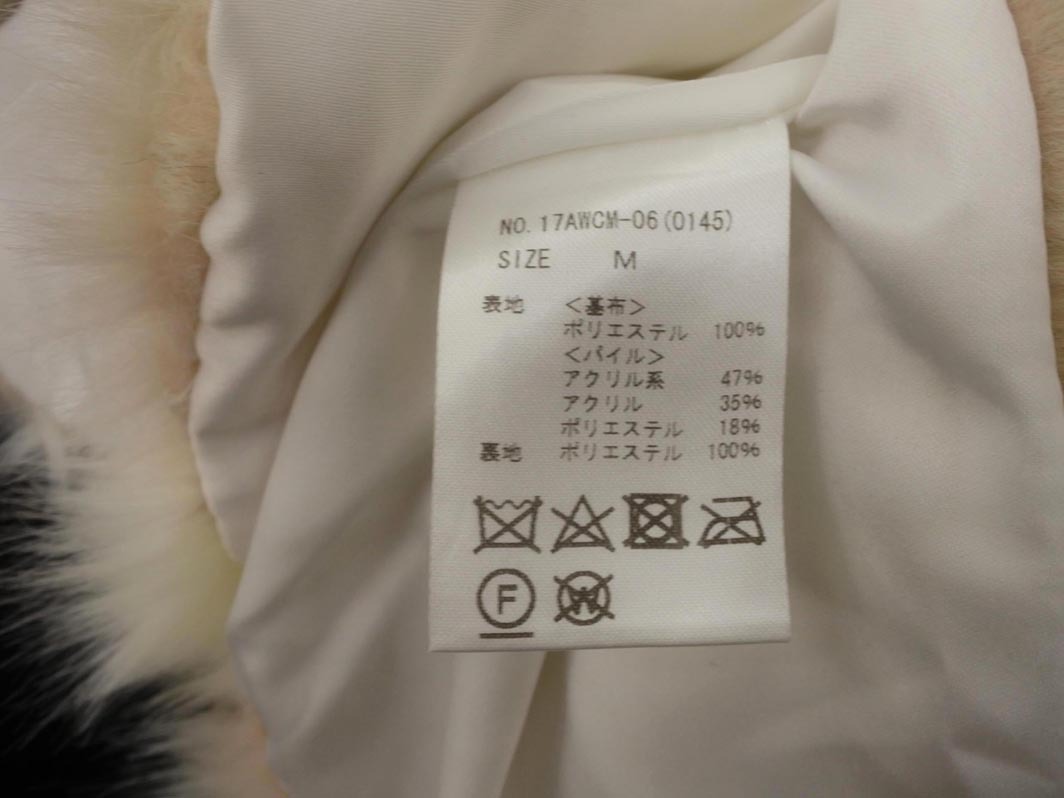 NO. 17AWCM-06(0145)
SIZE M
表地 <基布>
ポリエステル 100%
<パイル>
アクリル系 47%
アクリル 35%
ポリエステル 18%
裏地 ポリエステル 100%
F W